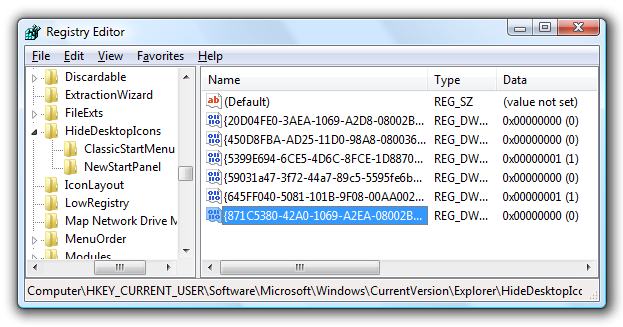 Registry Editor
File Edit View Favorites Help
Discardable
ExtractionWizard
FileExts
HideDesktopIcons
ClassicStartMenu
NewStartPanel
IconLayout
LowRegistry
Map Network Drive M
MenuOrder
Modules
Name Type Data
(Default) REG_SZ (value not set)
{20D04FE0-3AEA-1069-A2D8-08002B... REG_DW... 0x00000000 (0)
{450D8FBA-AD25-11D0-98A8-080036... REG_DW... 0x00000000 (0)
{5399E694-6CE5-4D6C-8FCE-1D8870... REG_DW... 0x00000001 (1)
{59031a47-3f72-44a7-89c5-5595fe6b... REG_DW... 0x00000000 (0)
{645FF040-5081-101B-9F08-00AA002... REG_DW... 0x00000001 (1)
{871C5380-42A0-1069-A2EA-08002B... REG_DW... 0x00000000 (0)
Computer\HKEY_CURRENT_USER\Software\Microsoft\Windows\CurrentVersion\Explorer\HideDesktopIcc